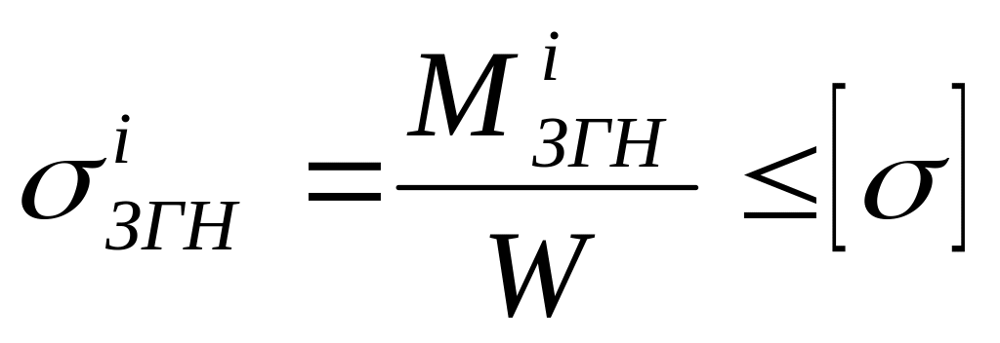 σ^i_ЗГН = M^i_ЗГН / W ≤ [σ]